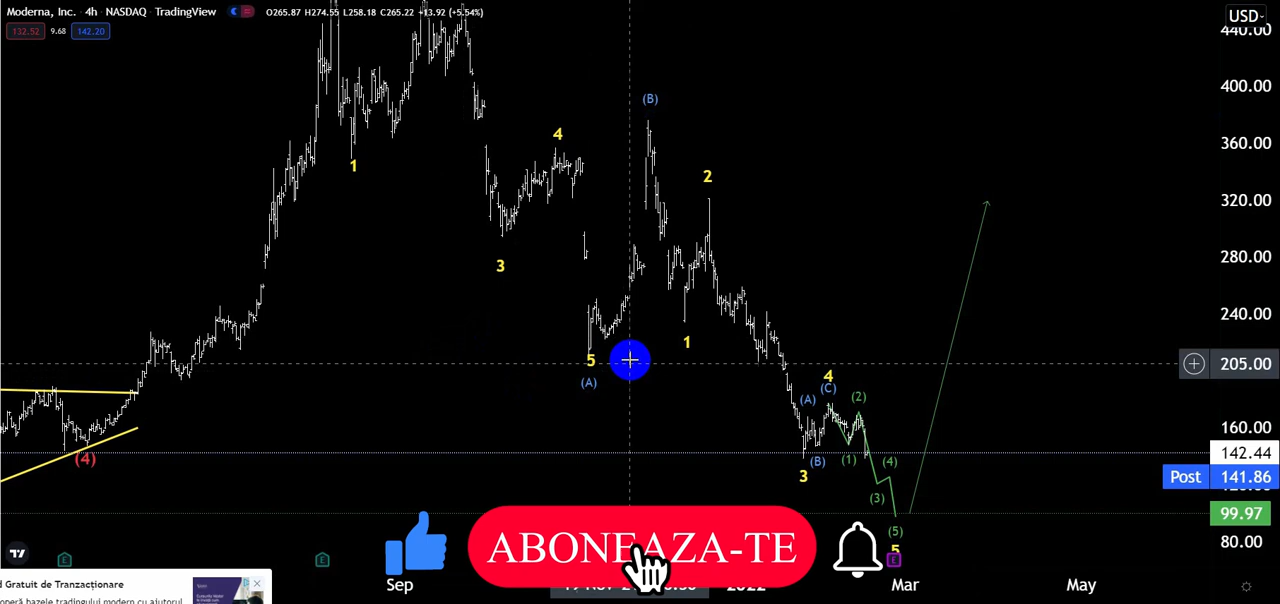 Moderna, Inc. · 4h · NASDAQ · TradingView
O265.87 H274.55 L258.18 C265.22 +13.92 (+5.54%)
USD
132.52 9.68 142.20
440.00
400.00
(B)
4
360.00
1
2
320.00
3
280.00
240.00
1
5
205.00
(A)
4
(C)
(A)
(2)
160.00
(4)
142.44
(B)
(1)
(4)
3
Post 141.86
(3)
99.97
(5)
ABONEAZA-TE
80.00
5
E
E
E
Sep
2022
Mar
May
d Gratuit de Tranzacționare